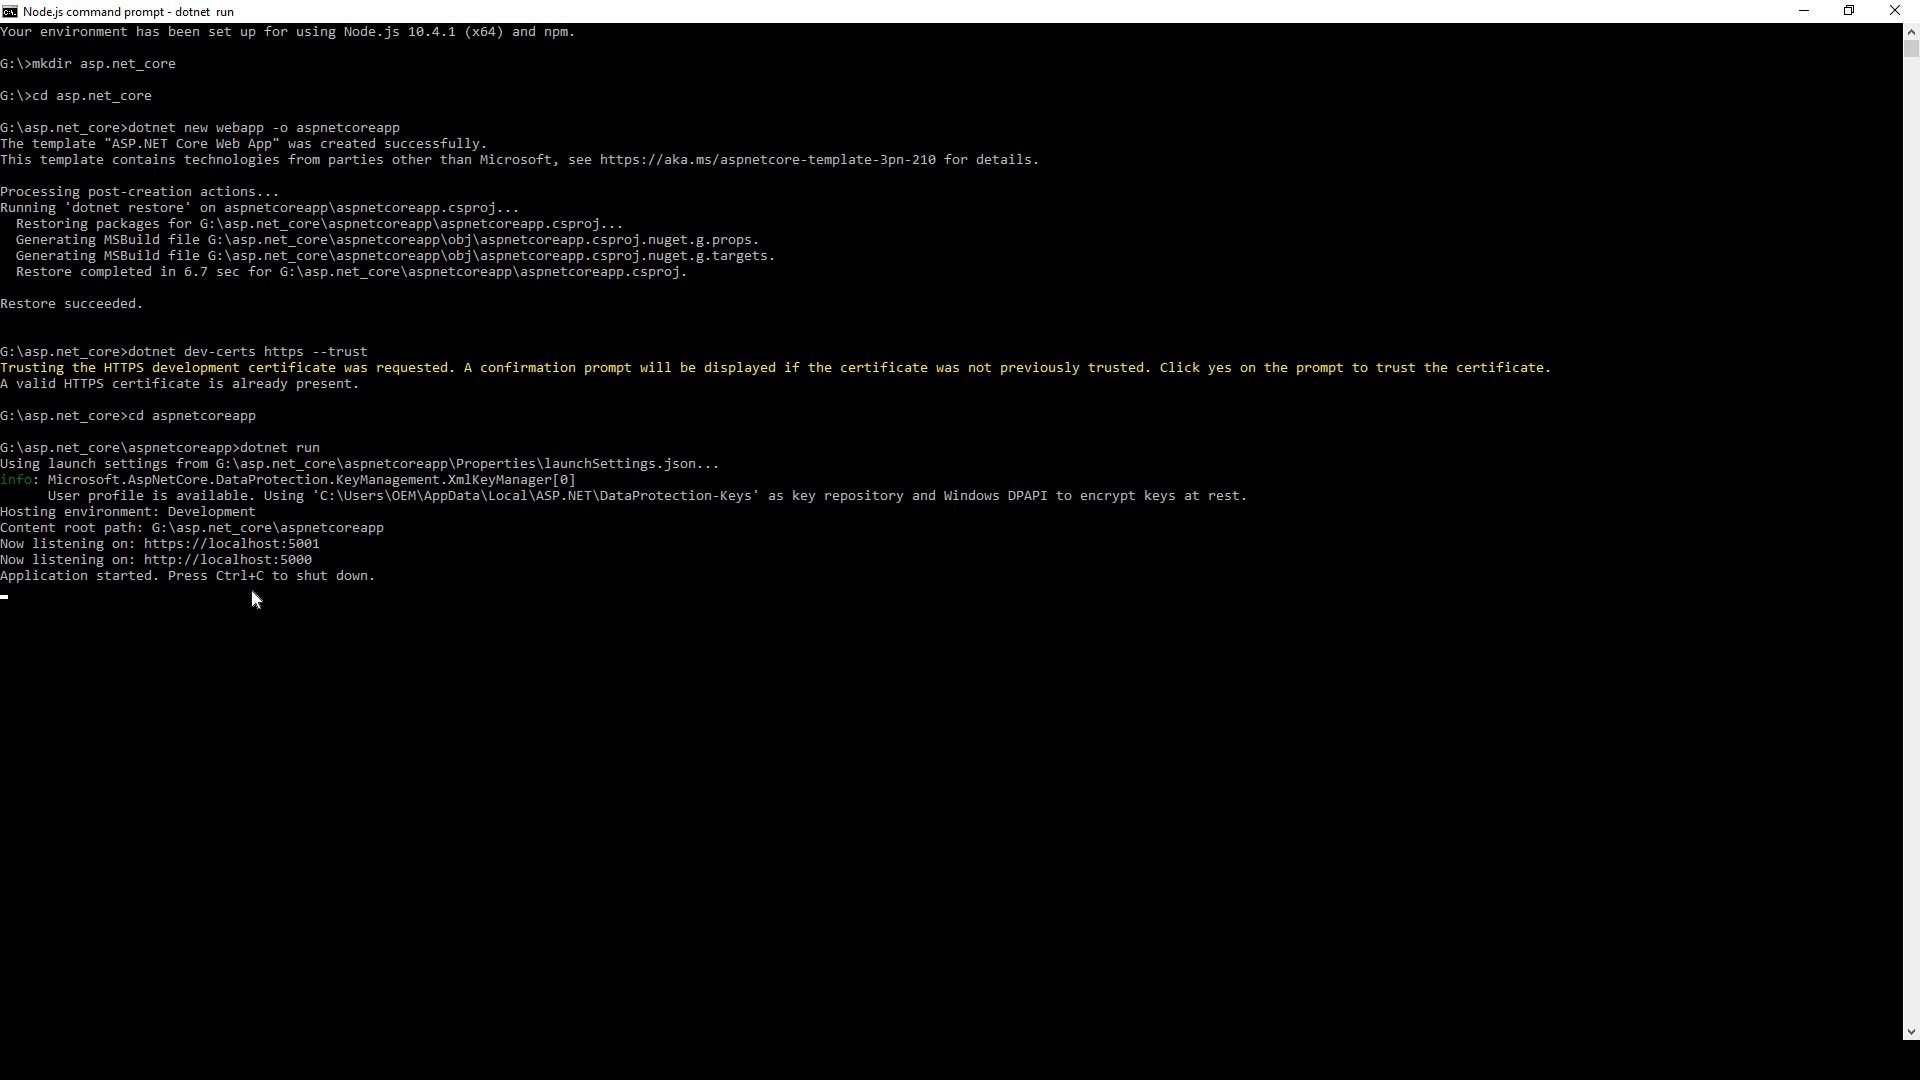 Node.js command prompt - dotnet  run
Your environment has been set up for using Node.js 10.4.1 (x64) and npm.
G:\>mkdir asp.net_core
G:\>cd asp.net_core
G:\asp.net_core>dotnet new webapp -o aspnetcoreapp
The template "ASP.NET Core Web App" was created successfully.
This template contains technologies from parties other than Microsoft, see https://aka.ms/aspnetcore-template-3pn-210 for details.
Processing post-creation actions...
Running 'dotnet restore' on aspnetcoreapp\aspnetcoreapp.csproj...
  Restoring packages for G:\asp.net_core\aspnetcoreapp\aspnetcoreapp.csproj...
  Generating MSBuild file G:\asp.net_core\aspnetcoreapp\obj\aspnetcoreapp.csproj.nuget.g.props.
  Generating MSBuild file G:\asp.net_core\aspnetcoreapp\obj\aspnetcoreapp.csproj.nuget.g.targets.
  Restore completed in 6.7 sec for G:\asp.net_core\aspnetcoreapp\aspnetcoreapp.csproj.
Restore succeeded.
G:\asp.net_core>dotnet dev-certs https --trust
Trusting the HTTPS development certificate was requested. A confirmation prompt will be displayed if the certificate was not previously trusted. Click yes on the prompt to trust the certificate.
A valid HTTPS certificate is already present.
G:\asp.net_core>cd aspnetcoreapp
G:\asp.net_core\aspnetcoreapp>dotnet run
Using launch settings from G:\asp.net_core\aspnetcoreapp\Properties\launchSettings.json...
info: Microsoft.AspNetCore.DataProtection.KeyManagement.XmlKeyManager[0]
      User profile is available. Using 'C:\Users\OEM\AppData\Local\ASP.NET\DataProtection-Keys' as key repository and Windows DPAPI to encrypt keys at rest.
Hosting environment: Development
Content root path: G:\asp.net_core\aspnetcoreapp
Now listening on: https://localhost:5001
Now listening on: http://localhost:5000
Application started. Press Ctrl+C to shut down.